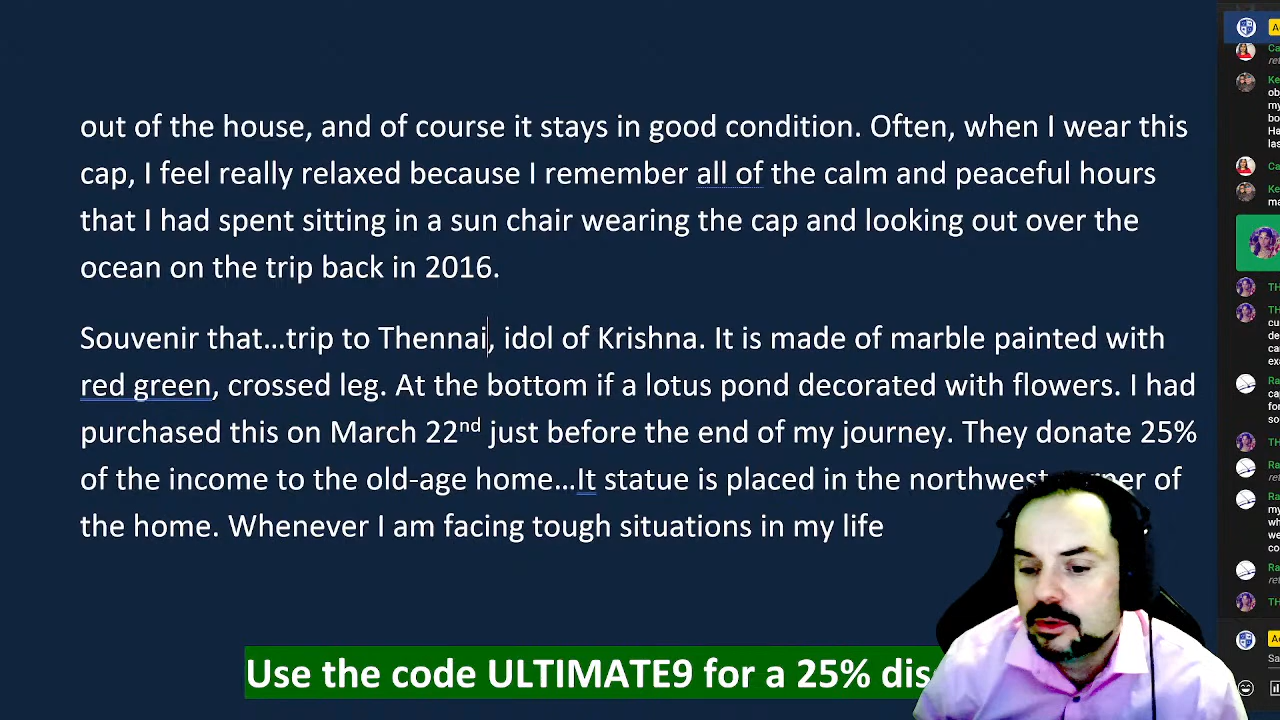 out of the house, and of course it stays in good condition. Often, when I wear this
cap, I feel really relaxed because I remember all of the calm and peaceful hours
that I had spent sitting in a sun chair wearing the cap and looking out over the
ocean on the trip back in 2016.
Souvenir that…trip to Thennai, idol of Krishna. It is made of marble painted with
red green, crossed leg. At the bottom if a lotus pond decorated with flowers. I had
purchased this on March 22nd just before the end of my journey. They donate 25%
of the income to the old-age home…It statue is placed in the northwest of
the home. Whenever I am facing tough situations in my life
Use the code ULTIMATE9 for a 25%